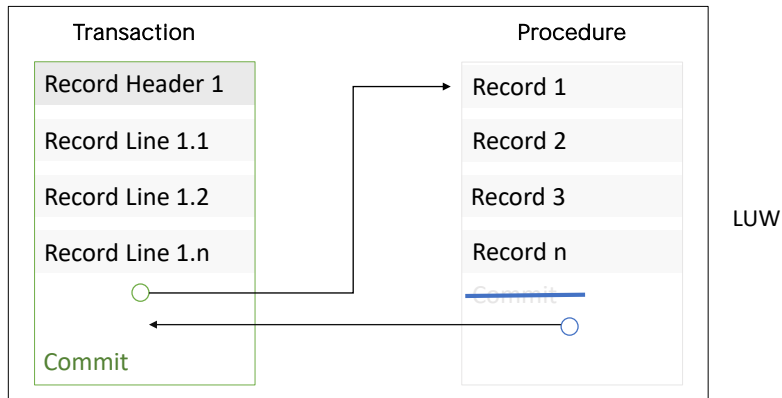 Transaction
Record Header 1
Record Line 1.1
Record Line 1.2
Record Line 1.n
Commit
Procedure
Record 1
Record 2
Record 3
Record n
Commit
LUW